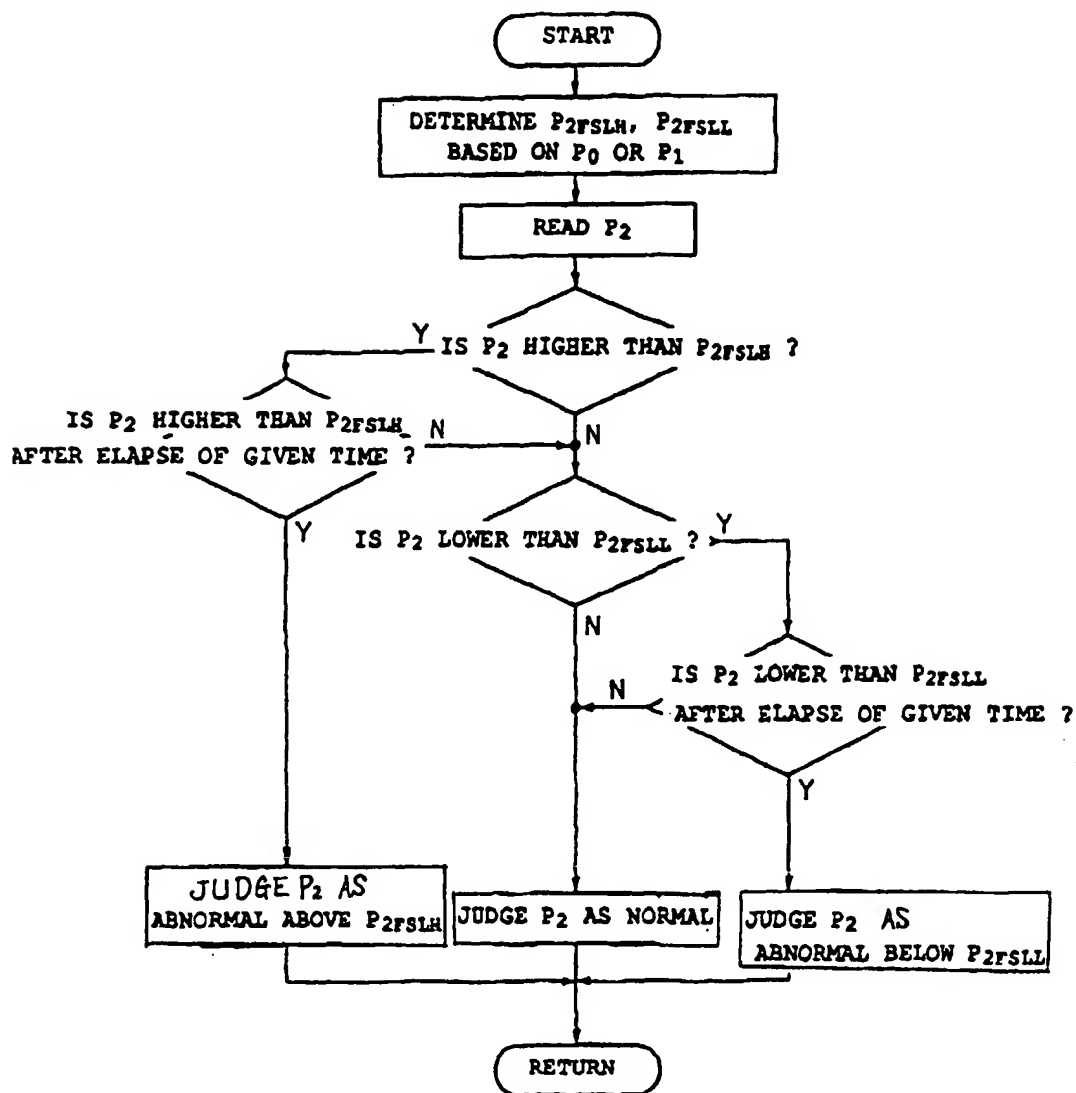 START
DETERMINE P2FSLH, P2FSLL
BASED ON P0 OR P1
READ P2
Y
IS P2 HIGHER THAN P2FSLH ?
IS P2 HIGHER THAN P2FSLH
AFTER ELAPSE OF GIVEN TIME ?
N
N
Y
IS P2 LOWER THAN P2FSLL ?
Y
N
IS P2 LOWER THAN P2FSLL
AFTER ELAPSE OF GIVEN TIME ?
N
Y
JUDGE P2 AS
ABNORMAL ABOVE P2FSLH
JUDGE P2 AS NORMAL
JUDGE P2 AS
ABNORMAL BELOW P2FSLL
RETURN